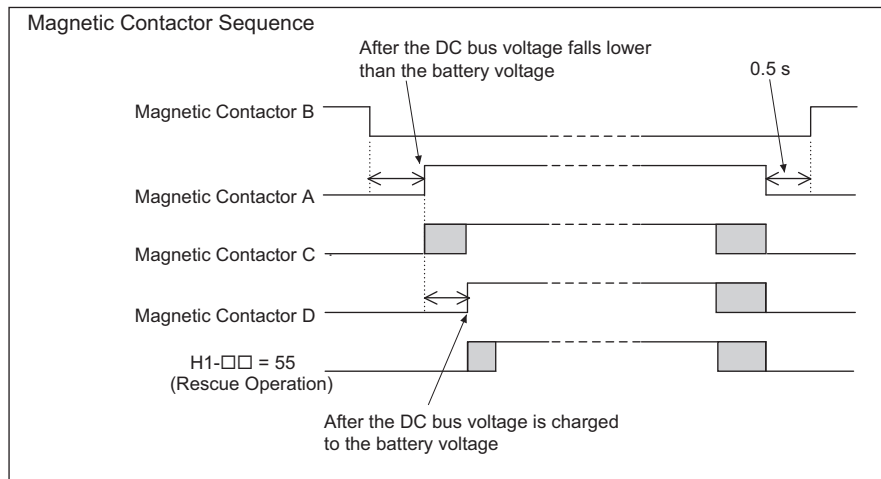 Magnetic Contactor Sequence
After the DC bus voltage falls lower
than the battery voltage
0.5 s
Magnetic Contactor B
Magnetic Contactor A
Magnetic Contactor C
Magnetic Contactor D
H1-□□ = 55
(Rescue Operation)
After the DC bus voltage is charged
to the battery voltage